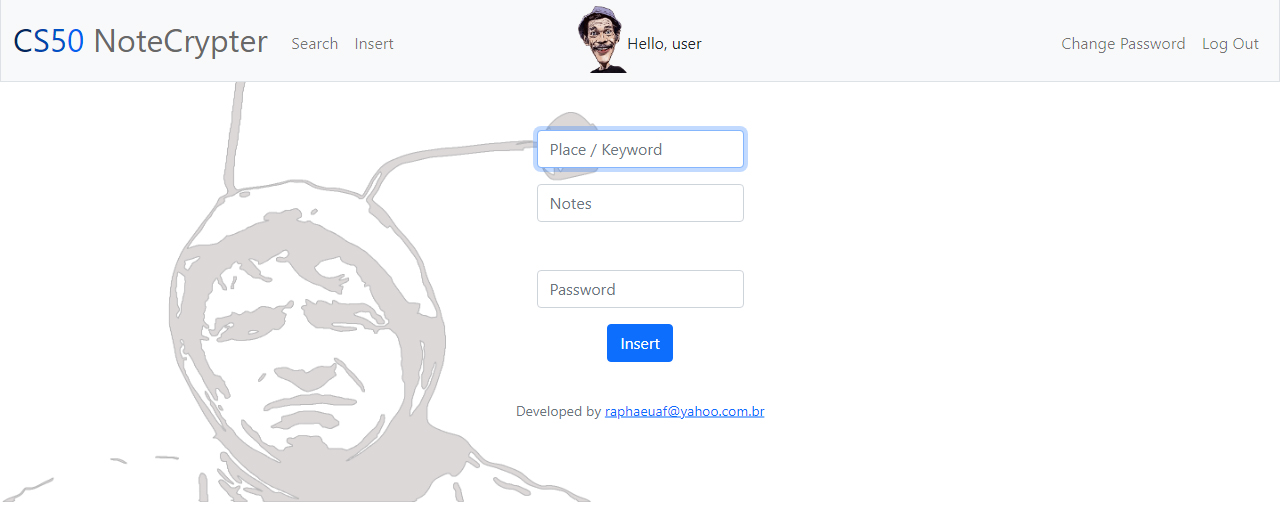 CS50 NoteCrypter Search Insert Hello, user Change Password Log Out
Place / Keyword
Notes
Password
Insert
Developed by raphaeuaf@yahoo.com.br